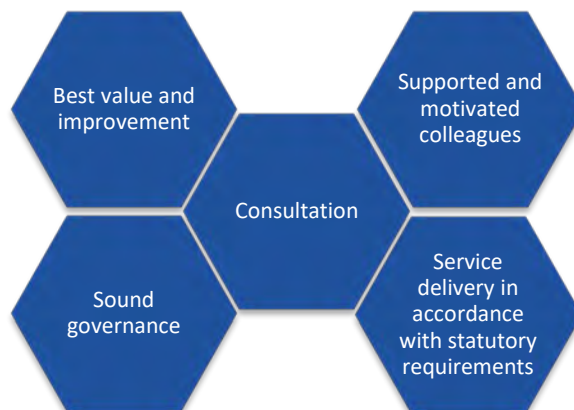 Best value and
improvement
Supported and
motivated
colleagues
Consultation
Sound
governance
Service
delivery in
accordance
with statutory
requirements